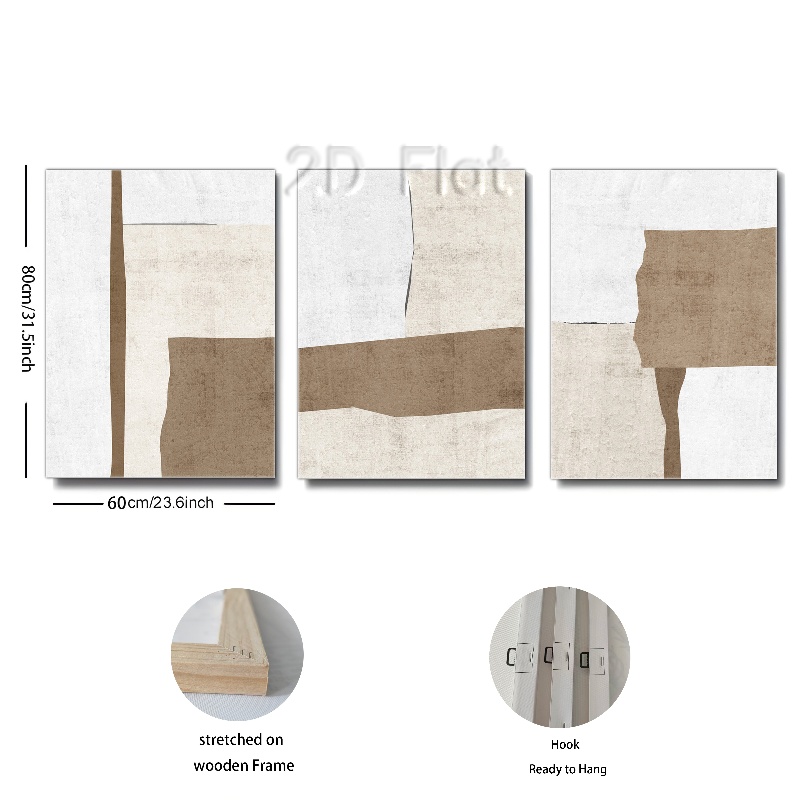 2D Flat
80cm/31.5inch
60cm/23.6inch
stretched on
wooden Frame
Hook
Ready to Hang